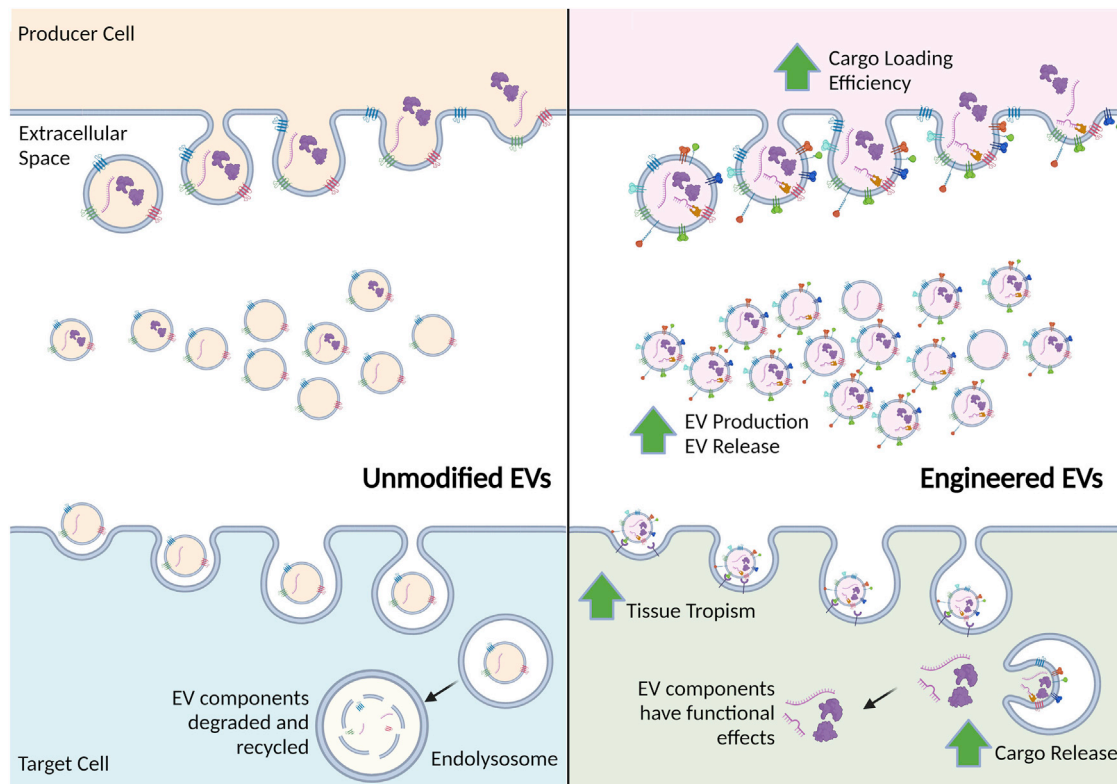 Producer Cell
Extracellular
Space
Cargo Loading
Efficiency
EV Production
EV Release
Unmodified EVs
Engineered EVs
Tissue Tropism
EV components
degraded and
recycled
Endolysosome
Target Cell
EV components
have functional
effects
Cargo Release